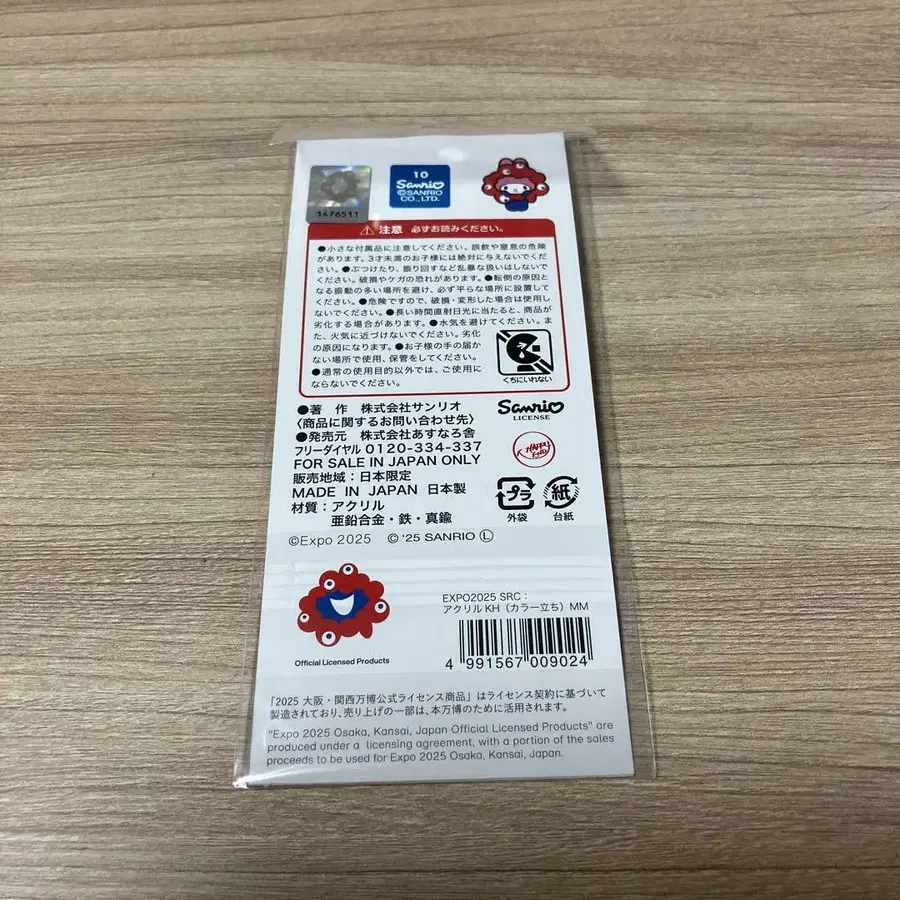 1476511
10
Sanrio
©SANRIO
CO.,LTD.
注意 必ずお読みください。
●小さな付属品に注意してください。誤飲や窒息の危険
があります。3才未満のお子様には絶対に与えないでくだ
さい。●ぶつけたり、振り回すなど乱暴な扱いはしないで
ください。破損やケガの恐れがあります。●転倒の原因と
なる振動の多い場所を避け、必ず平らな場所に設置して
ください。●危険ですので、破損・変形した場合は使用し
ないでください。●長い時間直射日光に当たると、商品が
劣化する場合があります。●水気を避けてください。ま
た、火気に近づけないでください。劣化
の原因になります。●お子様の手の届か
ない場所で使用、保管をしてください。
●通常の使用目的以外では、ご使用に
ならないでください。
くちにいれない
●著 作 株式会社サンリオ
〈商品に関するお問い合わせ先〉
●発売元 株式会社あすなろ舎
フリーダイヤル 0120-334-337
FOR SALE IN JAPAN ONLY
販売地域：日本限定
MADE IN JAPAN 日本製
材質：アクリル
亜鉛合金・鉄・真鍮
Sanrio
LICENSE
プラ
外袋
紙
台紙
©Expo 2025 © '25 SANRIO Ⓛ
Official Licensed Products
EXPO2025 SRC：
アクリルKH（カラー立ち）MM
4 991567 009024
「2025 大阪・関西万博公式ライセンス商品」はライセンス契約に基づいて
製造されており、売り上げの一部は、本万博のために活用されます。
"Expo 2025 Osaka, Kansai, Japan Official Licensed Products" are
produced under a licensing agreement, with a portion of the sales
proceeds to be used for Expo 2025 Osaka, Kansai, Japan.